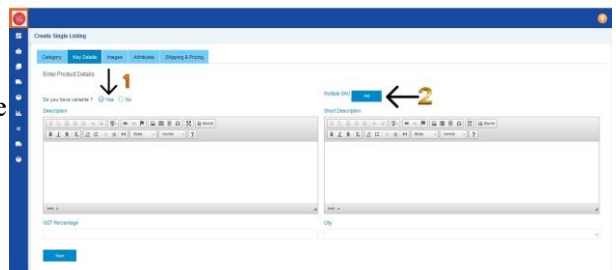 Create Single Listing
Category Key Details Images Attributes Shipping & Pricing
Enter Product Details
1
Do you have variants ? Yes No
Multiple SKU
2
Description
Short Description
GST Percentage
City
Next
e